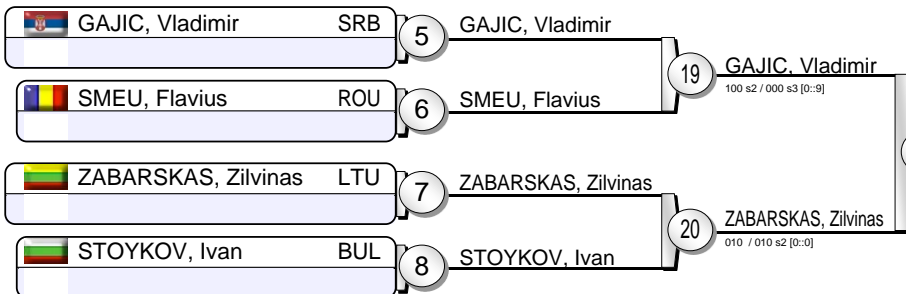 GAJIC, Vladimir SRB
5
GAJIC, Vladimir
SMEU, Flavius ROU
6
SMEU, Flavius
19
GAJIC, Vladimir
100 s2 / 000 s3 [0::9]
ZABARSKAS, Zilvinas LTU
7
ZABARSKAS, Zilvinas
STOYKOV, Ivan BUL
8
STOYKOV, Ivan
20
ZABARSKAS, Zilvinas
010 / 010 s2 [0::0]